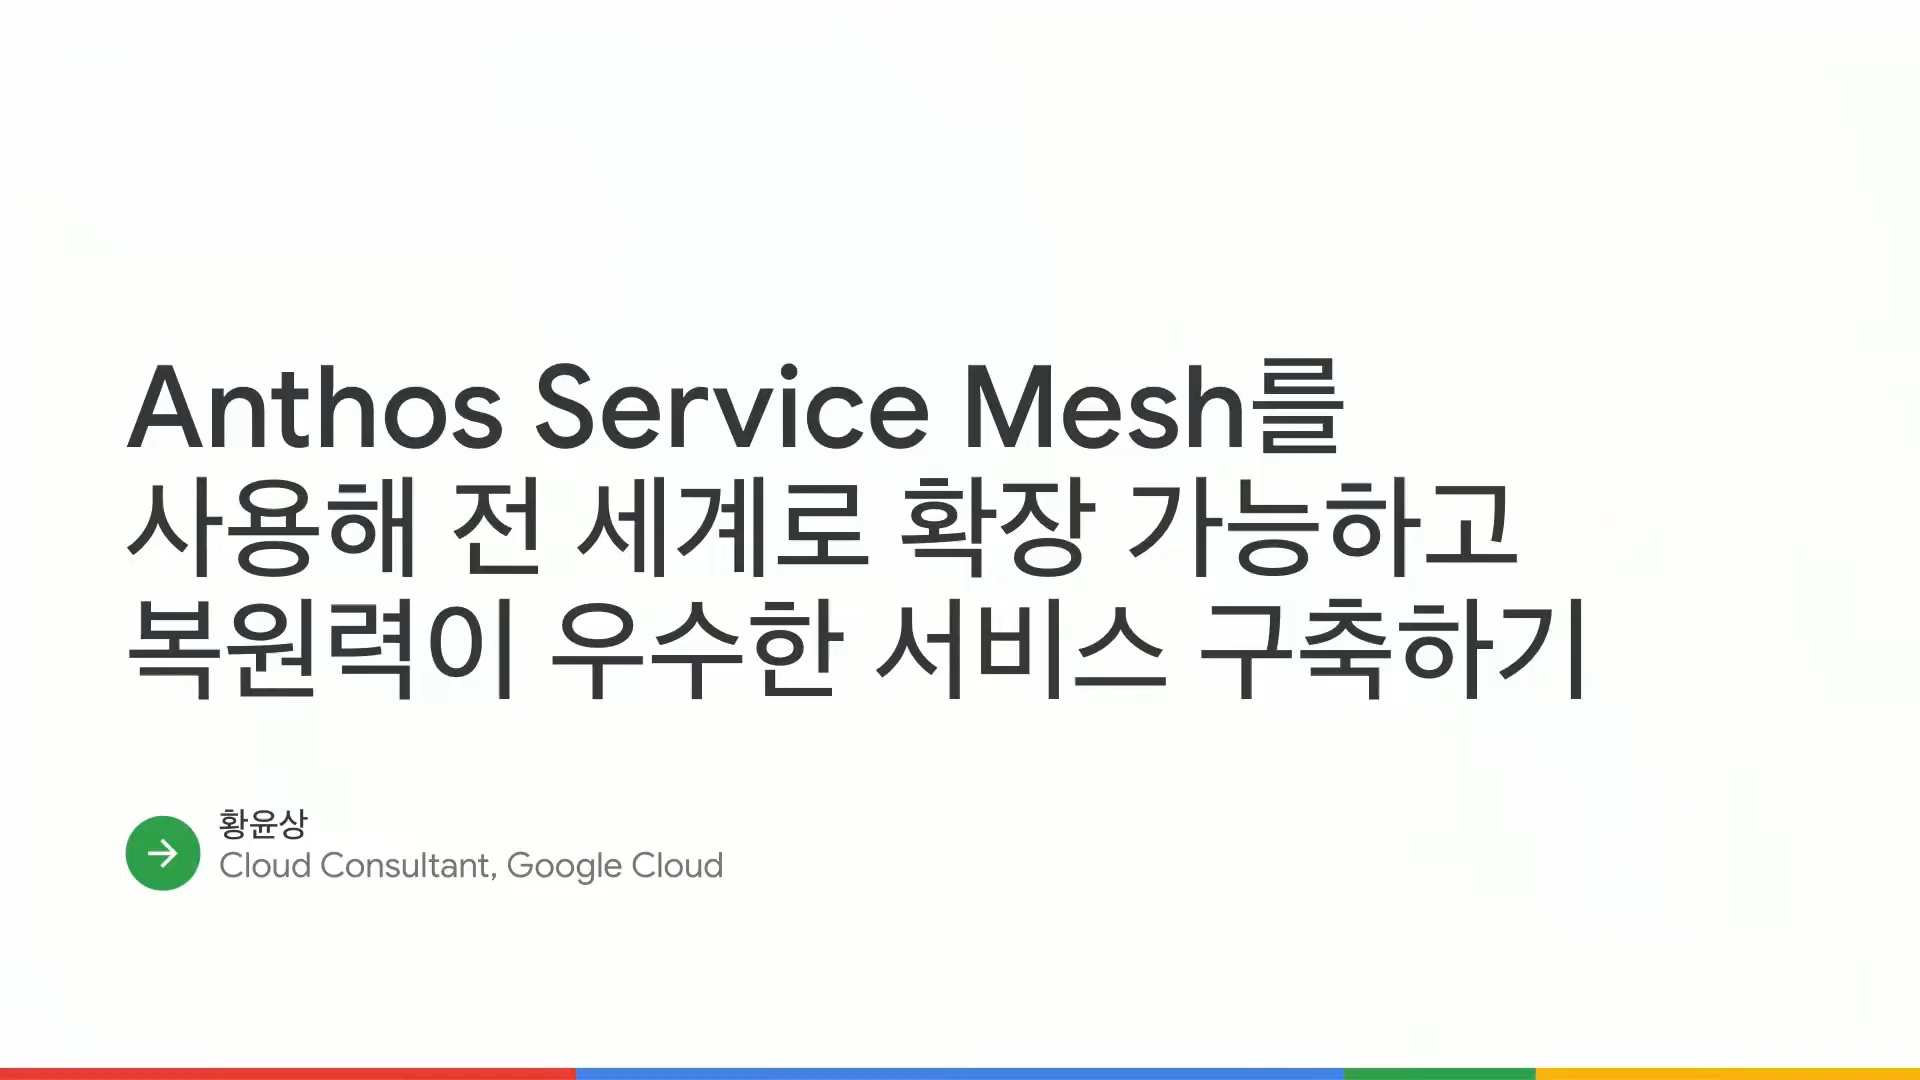 Anthos Service Mesh를
사용해 전 세계로 확장 가능하고
복원력이 우수한 서비스 구축하기
황윤상
Cloud Consultant, Google Cloud